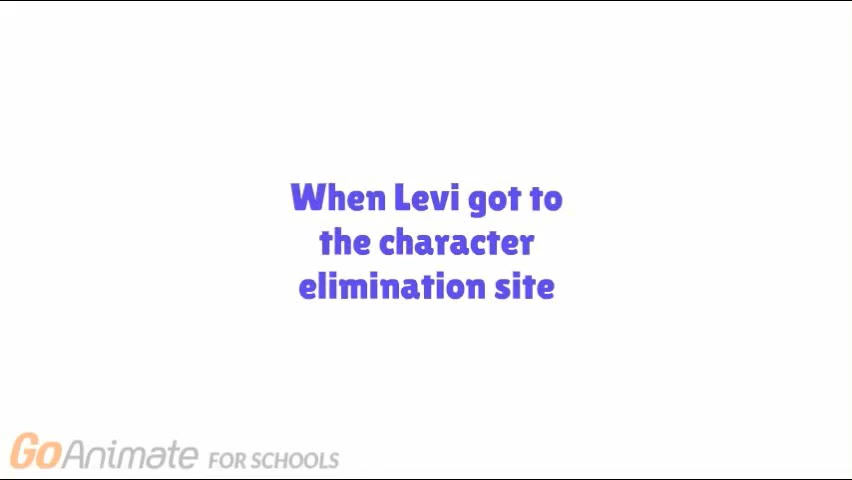 When Levi got to
the character
elimination site
GoAnimate FOR SCHOOLS